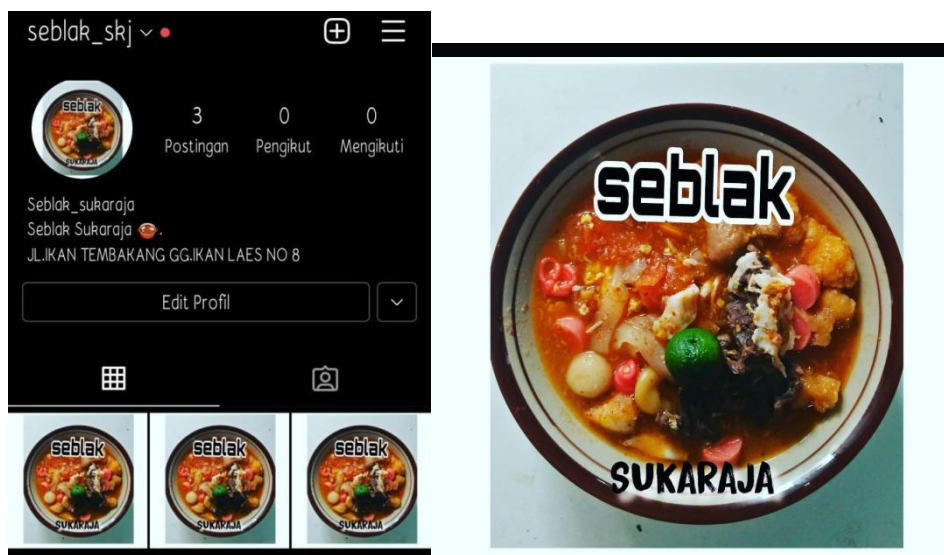 seblak_skj
seblak
SUKARAJA
3
Postingan
0
Pengikut
0
Mengikuti
Seblak_sukaraja
Seblak Sukaraja
JL.IKAN TEMBAKANG GG.IKAN LAES NO 8
Edit Profil
seblak
SUKARAJA
seblak
SUKARAJA
seblak
SUKARAJA
seblak
SUKARAJA